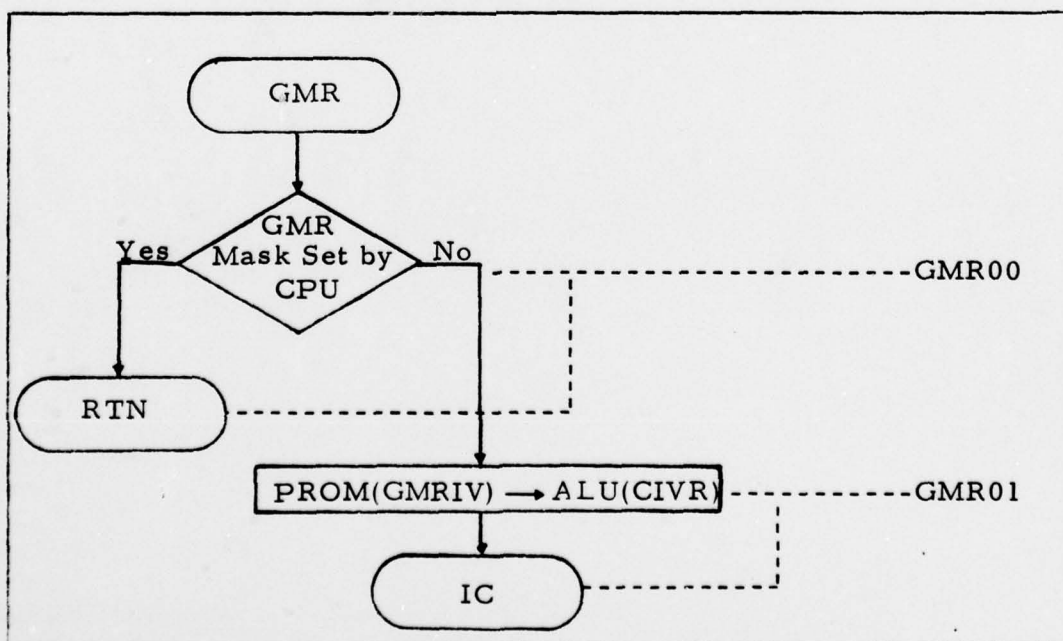 GMR
GMR
Yes Mask Set by No
CPU
GMR00
RTN
PROM(GMRIV) → ALU(CIVR)
GMR01
IC